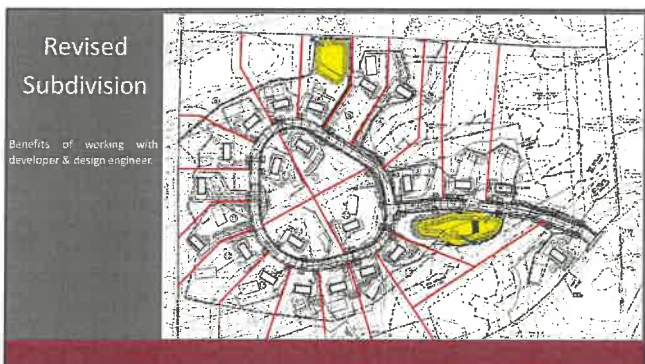 Revised
Subdivision
Benefits of working with
developer & design engineer.